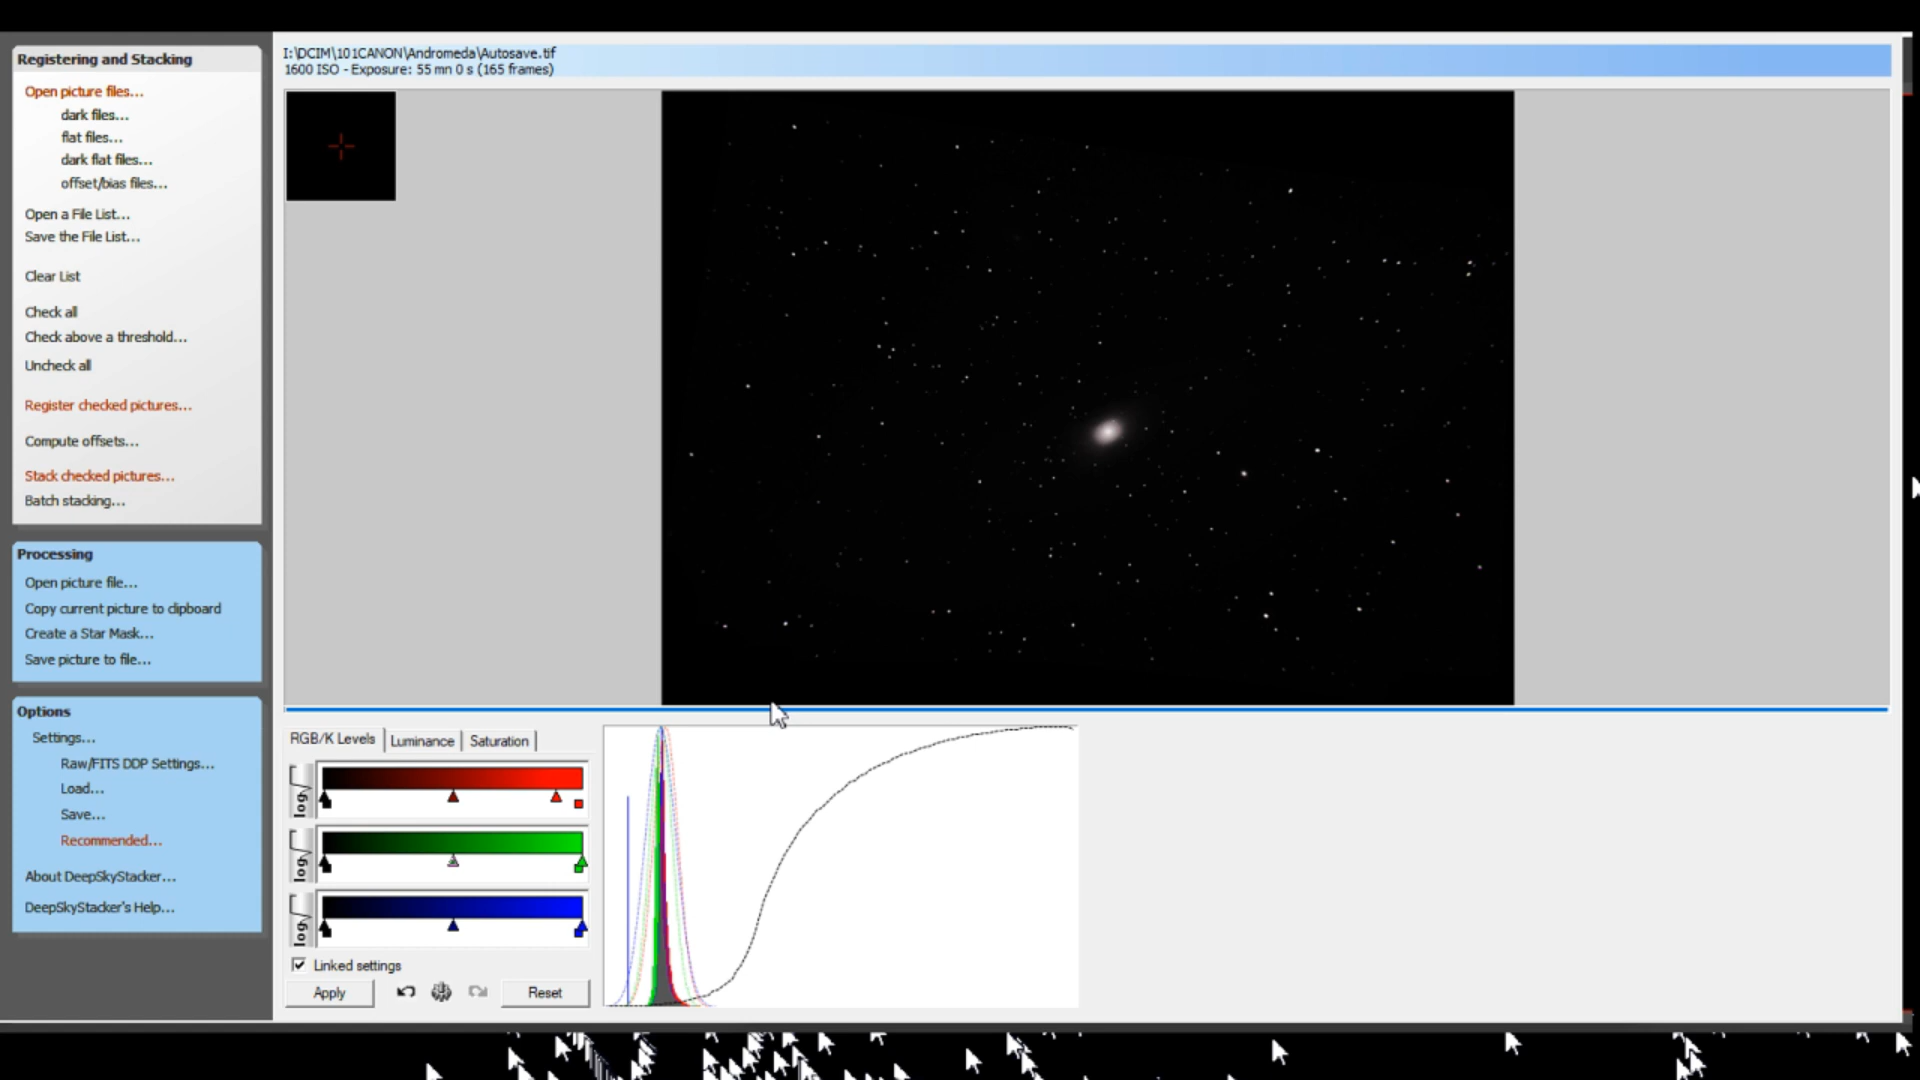 Registering and Stacking
Open picture files...
dark files...
flat files...
dark flat files...
offset/bias files...
Open a File List...
Save the File List...
Clear List
Check all
Check above a threshold...
Uncheck all
Register checked pictures...
Compute offsets...
Stack checked pictures...
Batch stacking...
Processing
Open picture file...
Copy current picture to clipboard
Create a Star Mask...
Save picture to file...
Options
Settings...
Raw/FITS DDP Settings...
Load...
Save...
Recommended...
About DeepSkyStacker...
DeepSkyStacker's Help...
I:\DCIM\101CANON\Andromeda\Autosave.tif
1600 ISO - Exposure: 55 mn 0 s (165 frames)
RGB/K Levels Luminance Saturation
log
log
log
Linked settings
Apply Reset